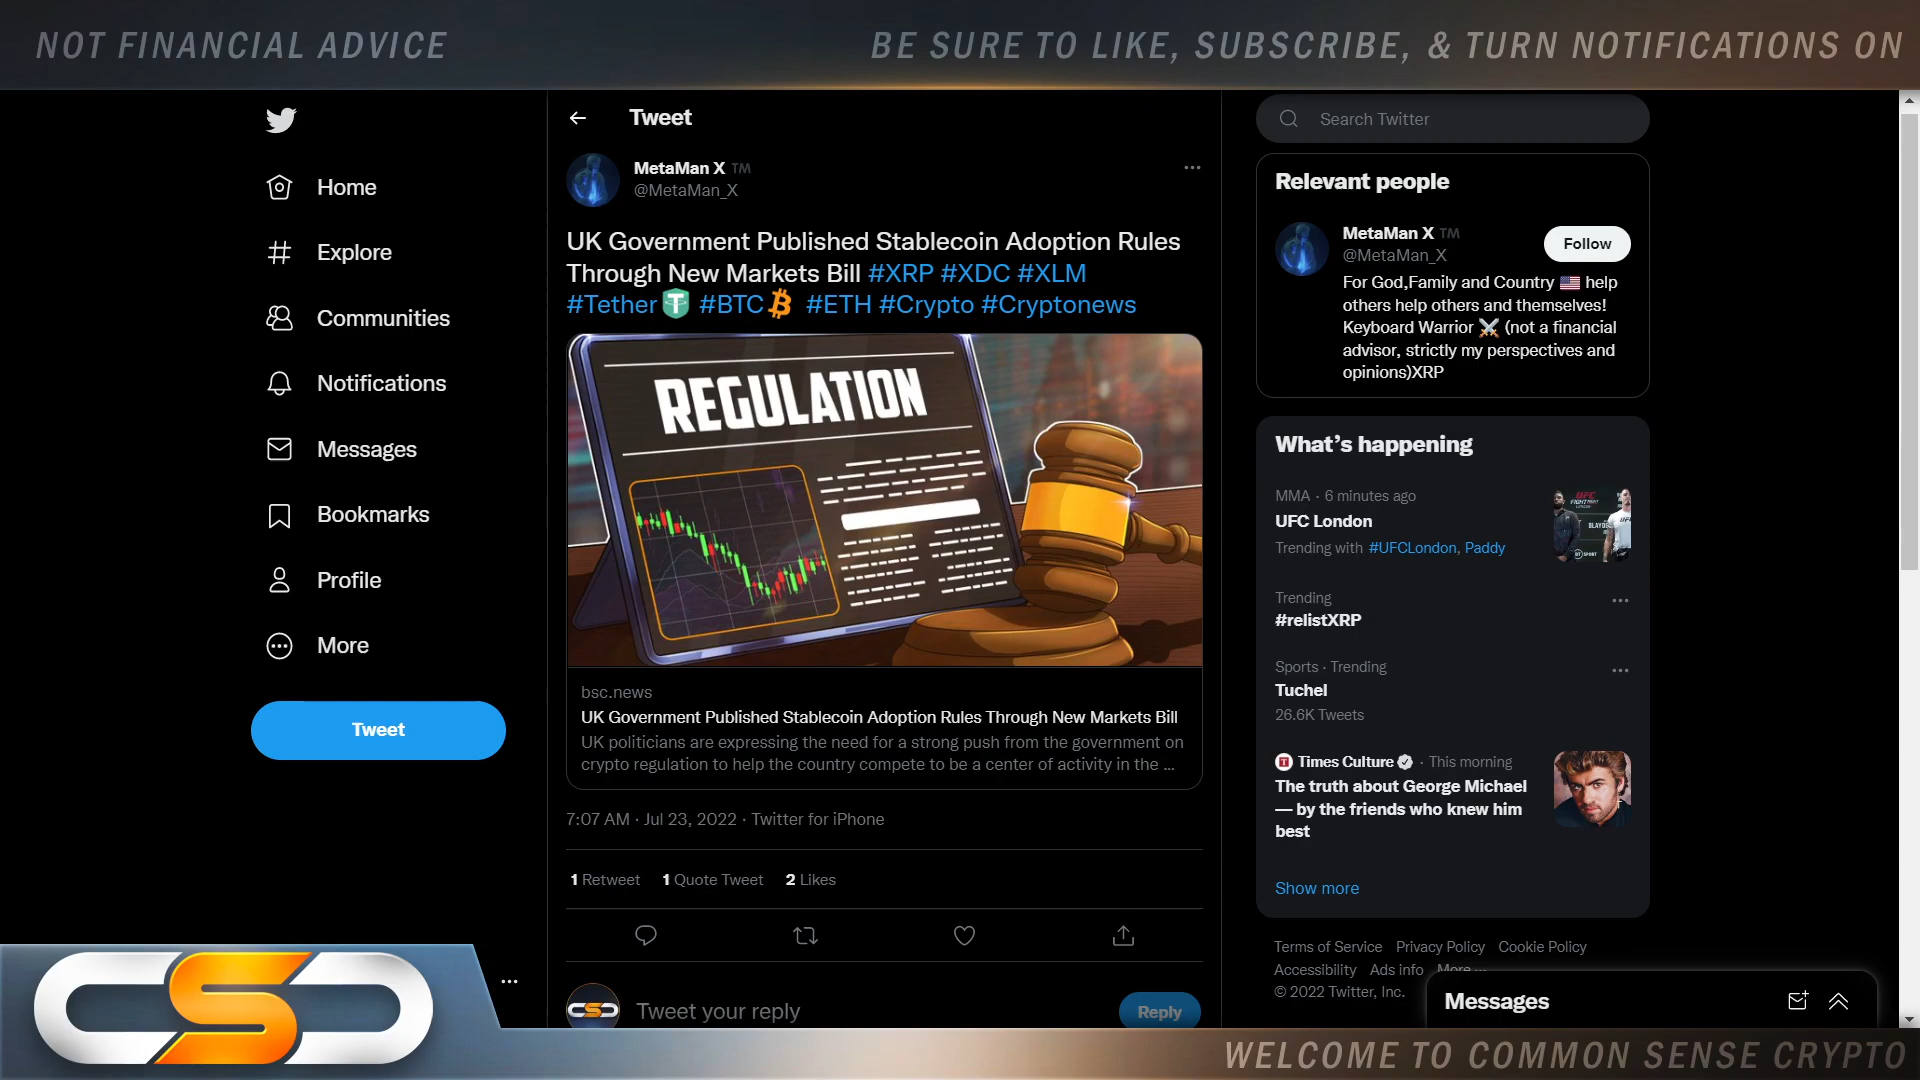 NOT FINANCIAL ADVICE
BE SURE TO LIKE, SUBSCRIBE, & TURN NOTIFICATIONS ON
Home
Explore
Communities
Notifications
Messages
Bookmarks
Profile
More
Tweet
Tweet
MetaMan X ™
@MetaMan_X
UK Government Published Stablecoin Adoption Rules
Through New Markets Bill #XRP #XDC #XLM
#Tether #BTC #ETH #Crypto #Cryptonews
REGULATION
bsc.news
UK Government Published Stablecoin Adoption Rules Through New Markets Bill
UK politicians are expressing the need for a strong push from the government on
crypto regulation to help the country compete to be a center of activity in the ...
7:07 AM · Jul 23, 2022 · Twitter for iPhone
1 Retweet 1 Quote Tweet 2 Likes
Tweet your reply
Reply
Search Twitter
Relevant people
MetaMan X ™
@MetaMan_X
Follow
For God,Family and Country 🇺🇸 help
others help others and themselves!
Keyboard Warrior ⚔️ (not a financial
advisor, strictly my perspectives and
opinions)XRP
What's happening
MMA · 6 minutes ago
UFC London
Trending with #UFCLondon, Paddy
Trending
#relistXRP
Sports · Trending
Tuchel
26.6K Tweets
Times Culture · This morning
The truth about George Michael
— by the friends who knew him
best
Show more
Terms of Service Privacy Policy Cookie Policy
Accessibility Ads info More ...
© 2022 Twitter, Inc.
Messages
CSC
WELCOME TO COMMON SENSE CRYPTO